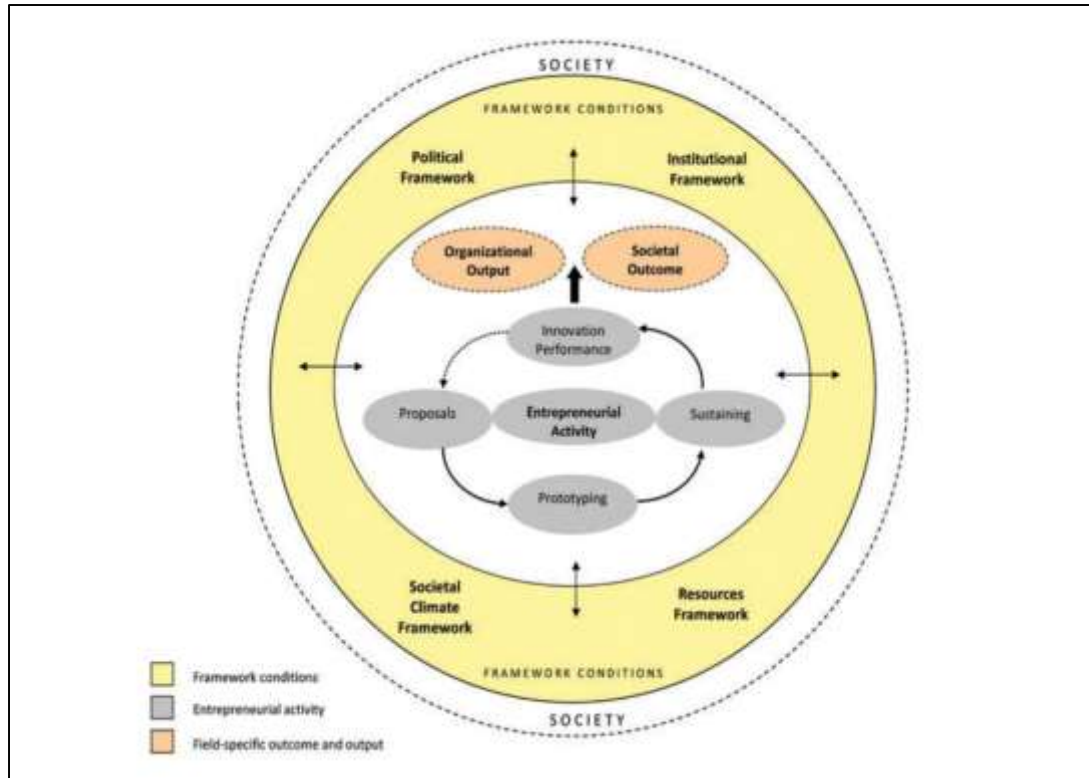 SOCIETY
FRAMEWORK CONDITIONS
Political
Framework
Institutional
Framework
Organizational
Output
Societal
Outcome
Innovation
Performance
Proposals
Entrepreneurial
Activity
Sustaining
Prototyping
Societal
Climate
Framework
Resources
Framework
FRAMEWORK CONDITIONS
SOCIETY
Framework conditions
Entrepreneurial activity
Field-specific outcome and output